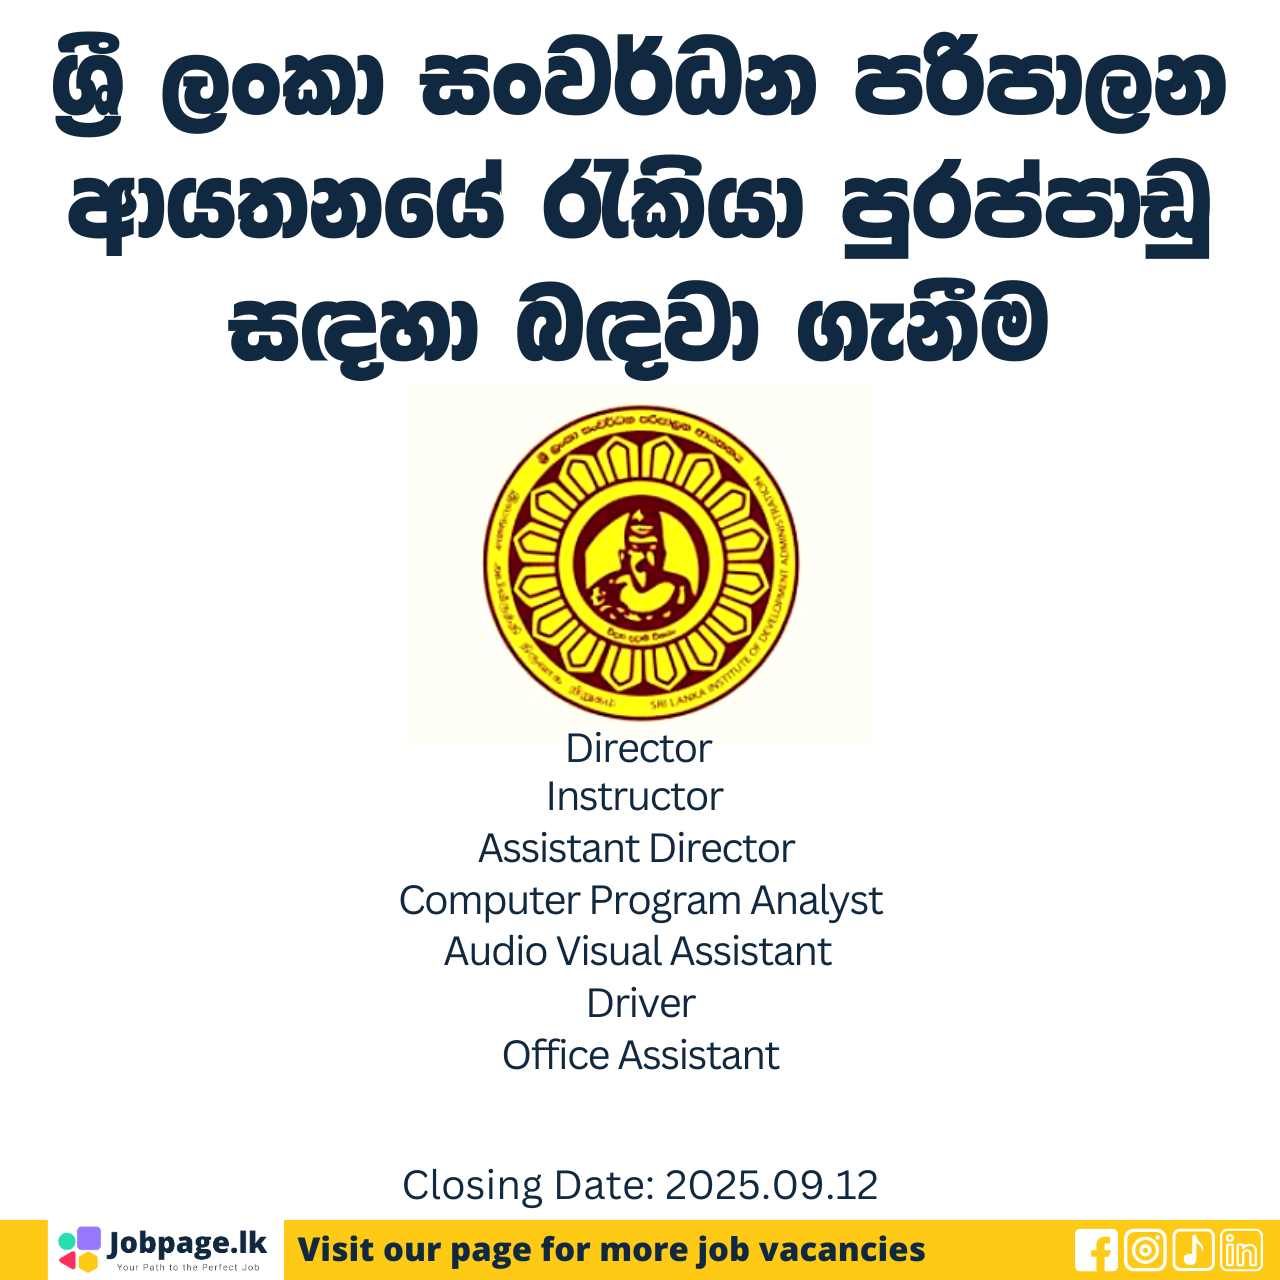 ශ්‍රී ලංකා සංවර්ධන පරිපාලන
ආයතනයේ රැකියා පුරප්පාඩු
සඳහා බඳවා ගැනීම
ශ්‍රී ලංකා සංවර්ධන පරිපාලන ආයතනය
SRI LANKA INSTITUTE OF DEVELOPMENT ADMINISTRATION
Director
Instructor
Assistant Director
Computer Program Analyst
Audio Visual Assistant
Driver
Office Assistant
Closing Date: 2025.09.12
Jobpage.lk
Your Path to the Perfect Job
Visit our page for more job vacancies